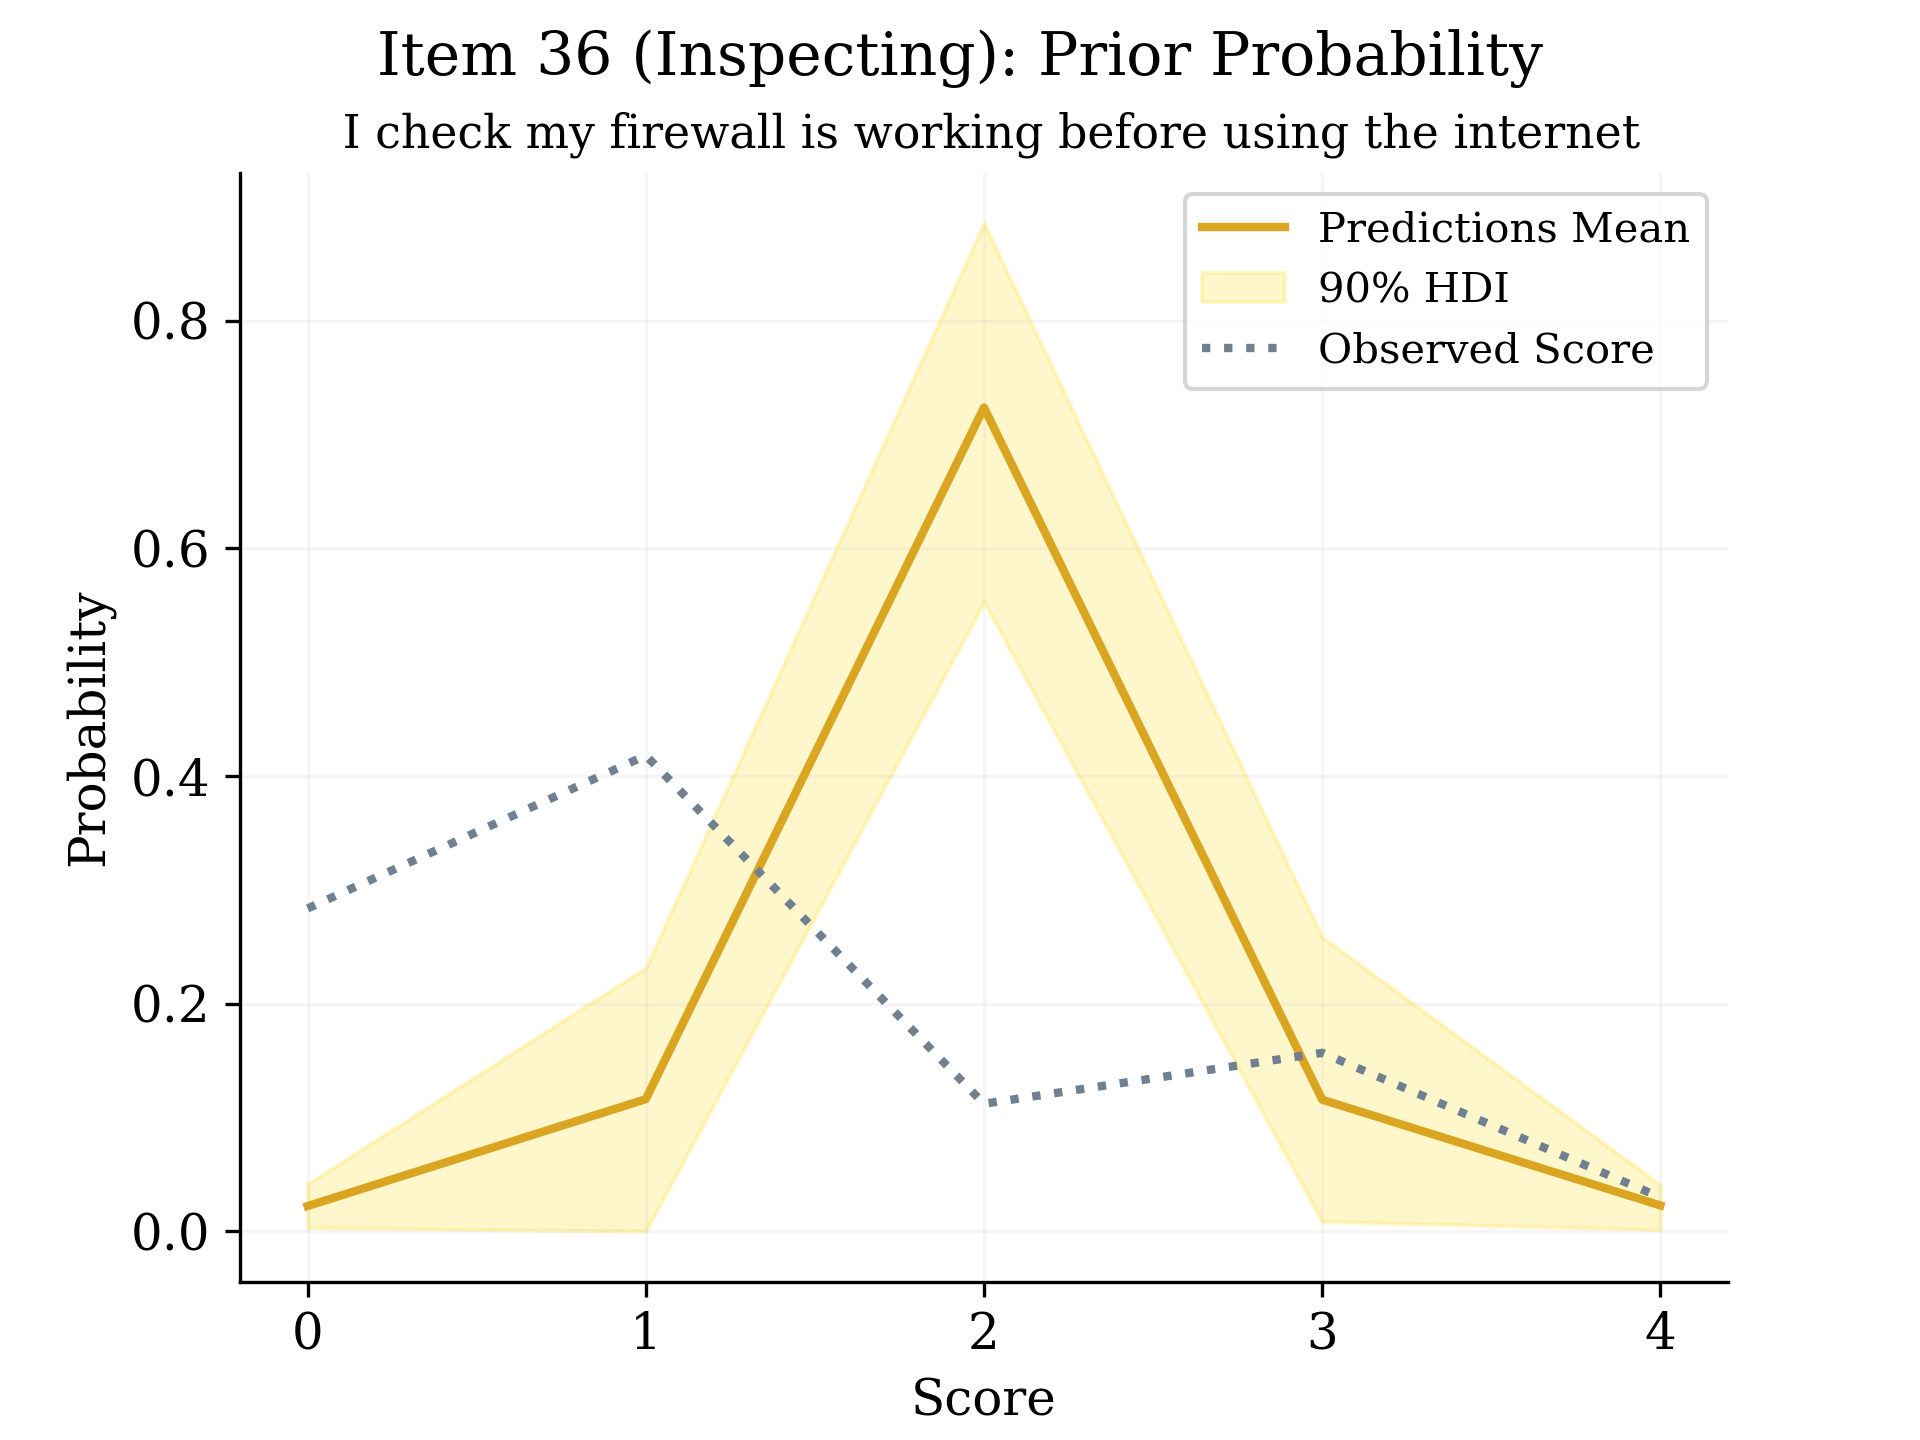 Item 36 (Inspecting): Prior Probability
I check my firewall is working before using the internet
Predictions Mean
90% HDI
Observed Score
Probability
0.8
0.6
0.4
0.2
0.0
0 1 2 3 4
Score